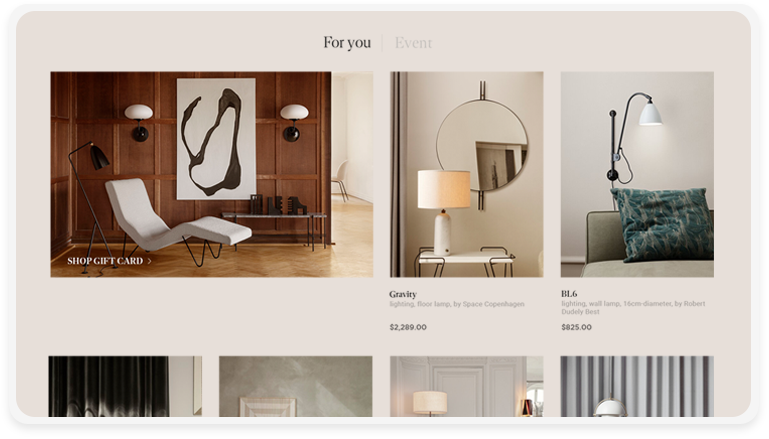 For you
Event
SHOP GIFT CARD >
Gravity
lighting, floor lamp, by Space Copenhagen
$2,289.00
BL6
lighting, wall lamp, 16cm-diameter, by Robert
Dudely Best
$825.00